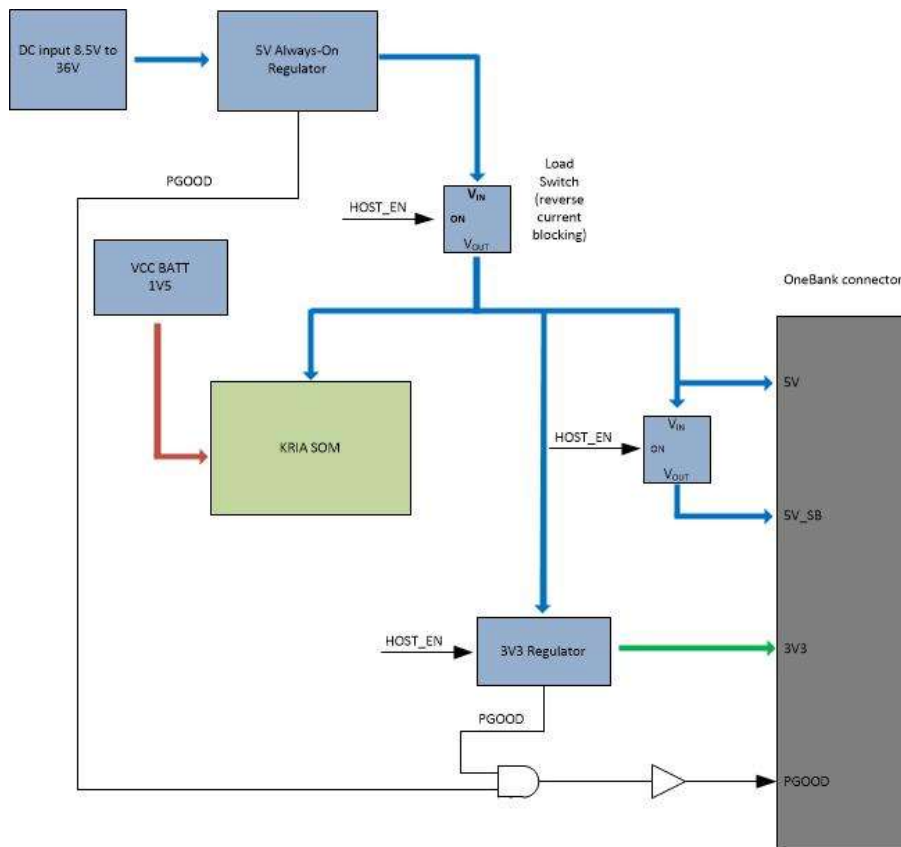 DC input 8.5V to
36V
5V Always-On
Regulator
PGOOD
Load
Switch
(reverse
current
blocking)
HOST_EN
VIN
ON
VOUT
VCC BATT
1V5
OneBank connector
KRIA SOM
5V
HOST_EN
VIN
ON
VOUT
5V_SB
HOST_EN
3V3 Regulator
3V3
PGOOD
PGOOD